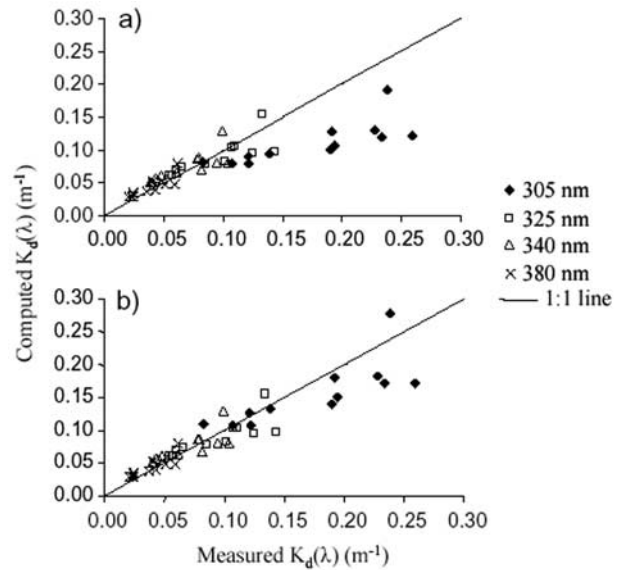 a)
0.30
0.25
0.20
0.15
0.10
0.05
0.00
0.00 0.05 0.10 0.15 0.20 0.25 0.30
Computed K_d(λ) (m⁻¹)
305 nm
325 nm
340 nm
380 nm
1:1 line
b)
0.30
0.25
0.20
0.15
0.10
0.05
0.00
0.00 0.05 0.10 0.15 0.20 0.25 0.30
Measured K_d(λ) (m⁻¹)